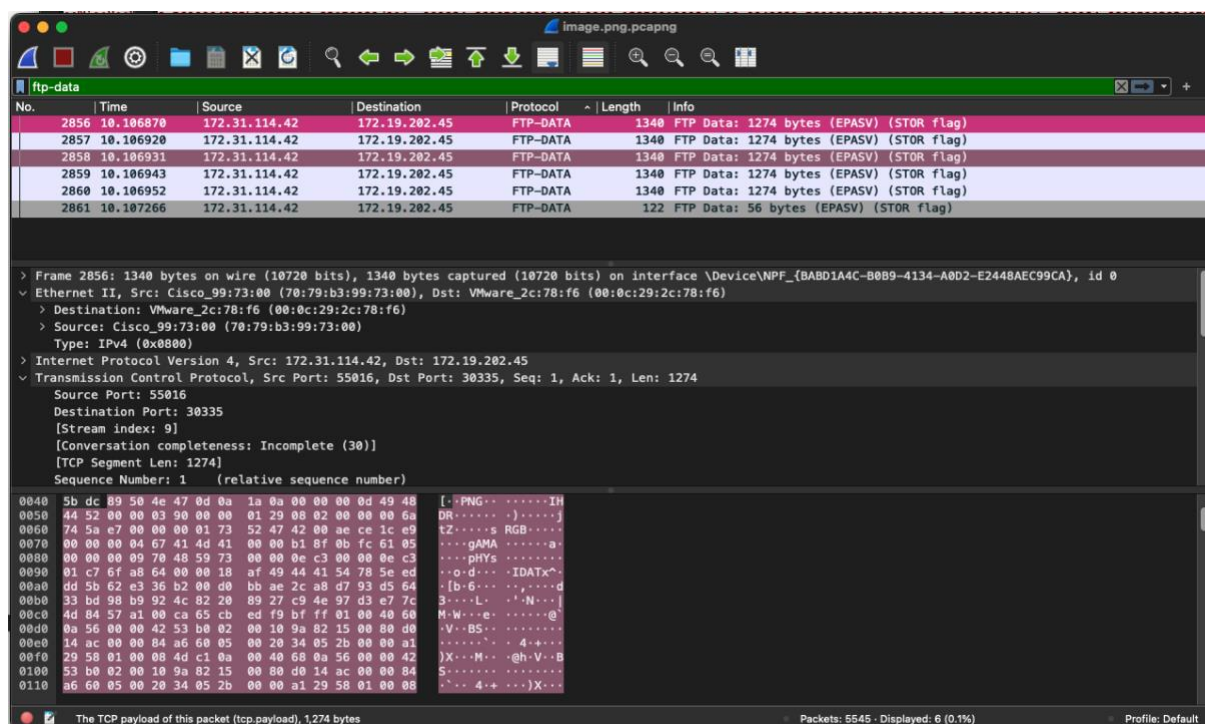 image.png.pcapng
ftp-data
No. Time Source Destination Protocol Length Info
2856 10.106870 172.31.114.42 172.19.202.45 FTP-DATA 1340 FTP Data: 1274 bytes (EPASV) (STOR flag)
2857 10.106920 172.31.114.42 172.19.202.45 FTP-DATA 1340 FTP Data: 1274 bytes (EPASV) (STOR flag)
2858 10.106931 172.31.114.42 172.19.202.45 FTP-DATA 1340 FTP Data: 1274 bytes (EPASV) (STOR flag)
2859 10.106943 172.31.114.42 172.19.202.45 FTP-DATA 1340 FTP Data: 1274 bytes (EPASV) (STOR flag)
2860 10.106952 172.31.114.42 172.19.202.45 FTP-DATA 1340 FTP Data: 1274 bytes (EPASV) (STOR flag)
2861 10.107266 172.31.114.42 172.19.202.45 FTP-DATA 122 FTP Data: 56 bytes (EPASV) (STOR flag)
> Frame 2856: 1340 bytes on wire (10720 bits), 1340 bytes captured (10720 bits) on interface \Device\NPF_{BABD1A4C-B0B9-4134-A0D2-E2448AEC99CA}, id 0
Ethernet II, Src: Cisco_99:73:00 (70:79:b3:99:73:00), Dst: VMware_2c:78:f6 (00:0c:29:2c:78:f6)
> Destination: VMware_2c:78:f6 (00:0c:29:2c:78:f6)
> Source: Cisco_99:73:00 (70:79:b3:99:73:00)
Type: IPv4 (0x0800)
> Internet Protocol Version 4, Src: 172.31.114.42, Dst: 172.19.202.45
Transmission Control Protocol, Src Port: 55016, Dst Port: 30335, Seq: 1, Ack: 1, Len: 1274
Source Port: 55016
Destination Port: 30335
[Stream index: 9]
[Conversation completeness: Incomplete (30)]
[TCP Segment Len: 1274]
Sequence Number: 1 (relative sequence number)
0040 5b dc 89 50 4e 47 0d 0a 1a 0a 00 00 00 0d 49 48 [··PNG·· ······IH
0050 44 52 00 00 03 90 00 00 01 29 08 02 00 00 00 6a DR······ ·)·····j
0060 74 5a e7 00 00 00 01 73 52 47 42 00 ae ce 1c e9 tZ·····s RGB·····
0070 00 00 00 04 67 41 4d 41 00 00 b1 8f 0b fc 61 05 ····gAMA ······a·
0080 00 00 00 09 70 48 59 73 00 00 0e c3 00 00 0e c3 ····pHYs ········
0090 01 c7 6f a8 64 00 00 18 af 49 44 41 54 78 5e ed ··o·d··· ·IDATx^·
00a0 dd 5b 62 e3 36 b2 00 d0 bb ae 2c a8 d7 93 d5 64 ·[b·6··· ··,····d
00b0 33 bd 98 b9 92 4c 82 20 89 27 c9 4e 97 d3 e7 7c 3····L·  ·'·N···|
00c0 4d 84 57 a1 00 ca 65 cb ed f9 bf ff 01 00 40 60 M·W···e· ······@`
00d0 0a 56 00 00 42 53 b0 02 00 10 9a 82 15 00 80 d0 ·V··BS·· ········
00e0 14 ac 00 00 84 a6 60 05 00 20 34 05 2b 00 00 a1 ······`· · 4·+···
00f0 29 58 01 00 08 4d c1 0a 00 40 68 0a 56 00 00 42 )X···M·· ·@h·V··B
0100 53 b0 02 00 10 9a 82 15 00 80 d0 14 ac 00 00 84 S······· ········
0110 a6 60 05 00 20 34 05 2b 00 00 a1 29 58 01 00 08 ·`·· 4·+ ···)X···
The TCP payload of this packet (tcp.payload), 1,274 bytes
Packets: 5545 · Displayed: 6 (0.1%)
Profile: Default